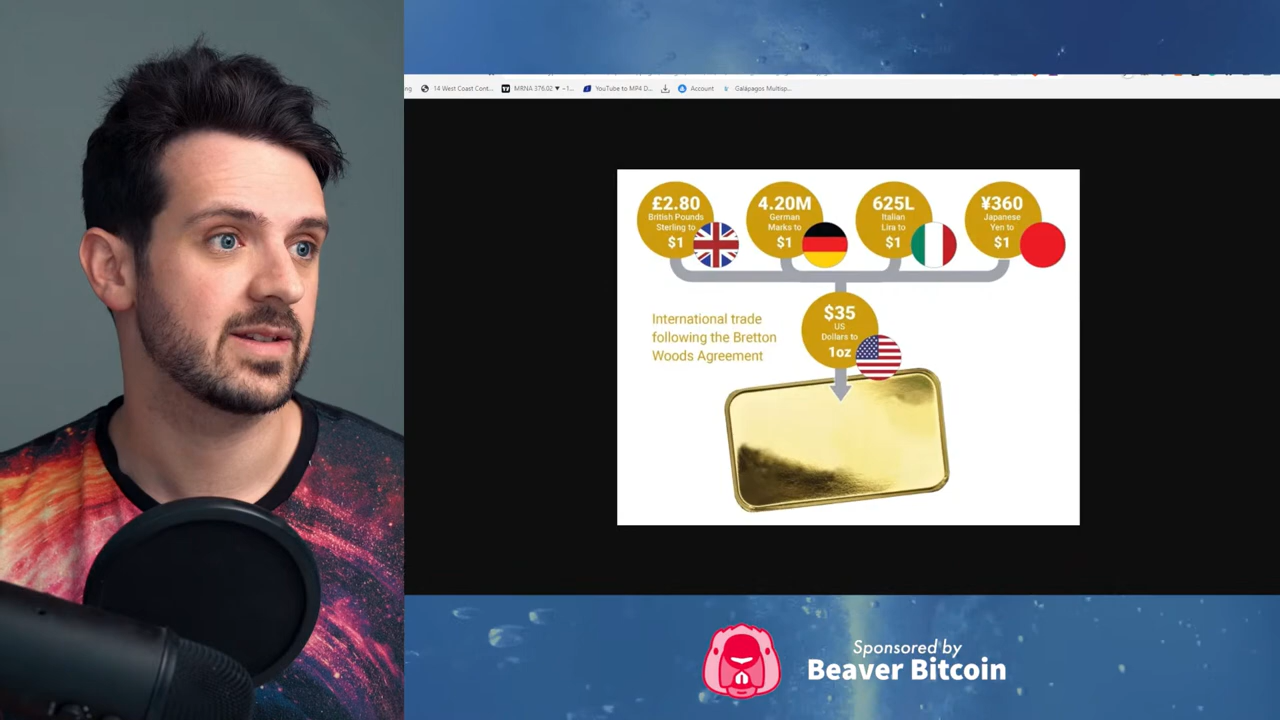 14 West Coast Cont...
MRNA 376.02 ▼ −1...
YouTube to MP4 D...
Account
Galápagos Multisp...
£2.80
British Pounds
Sterling to
$1
4.20M
German
Marks to
$1
625L
Italian
Lira to
$1
¥360
Japanese
Yen to
$1
International trade
following the Bretton
Woods Agreement
$35
US
Dollars to
1oz
Sponsored by
Beaver Bitcoin